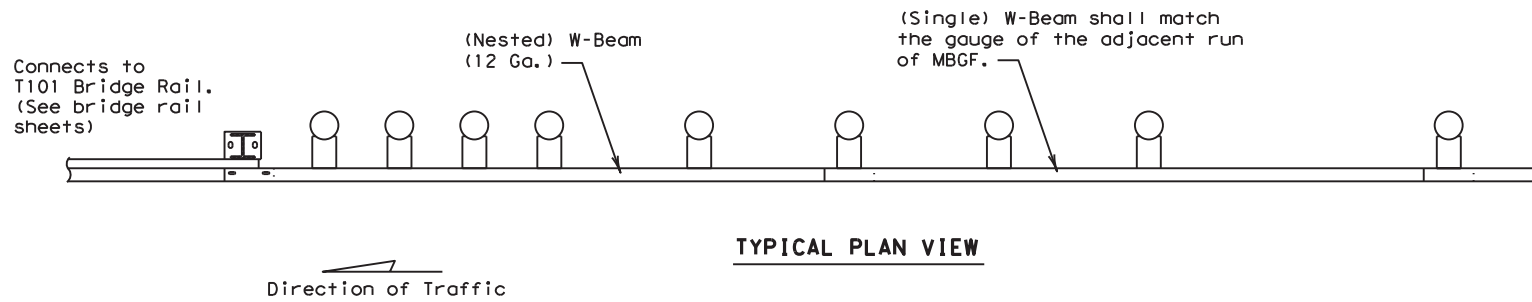 Connects to
T101 Bridge Rail.
(See bridge rail
sheets)
(Nested) W-Beam
(12 Ga.)
(Single) W-Beam shall match
the gauge of the adjacent run
of MBGF.
TYPICAL PLAN VIEW
Direction of Traffic